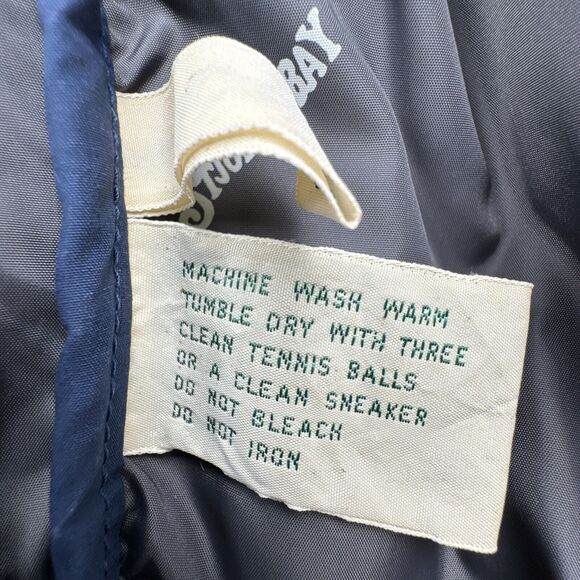 BAY
MACHINE WASH WARM
TUMBLE DRY WITH THREE
CLEAN TENNIS BALLS
OR A CLEAN SNEAKER
DO NOT BLEACH
DO NOT IRON